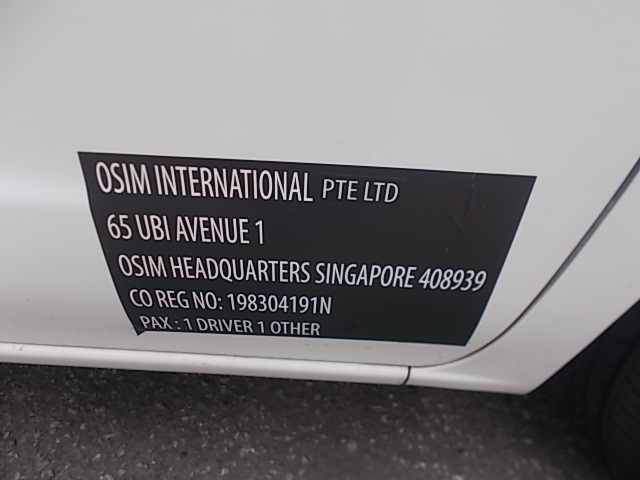 OSIM INTERNATIONAL PTE LTD
65 UBI AVENUE 1
OSIM HEADQUARTERS SINGAPORE 408939
CO REG NO: 198304191N
PAX : 1 DRIVER 1 OTHER